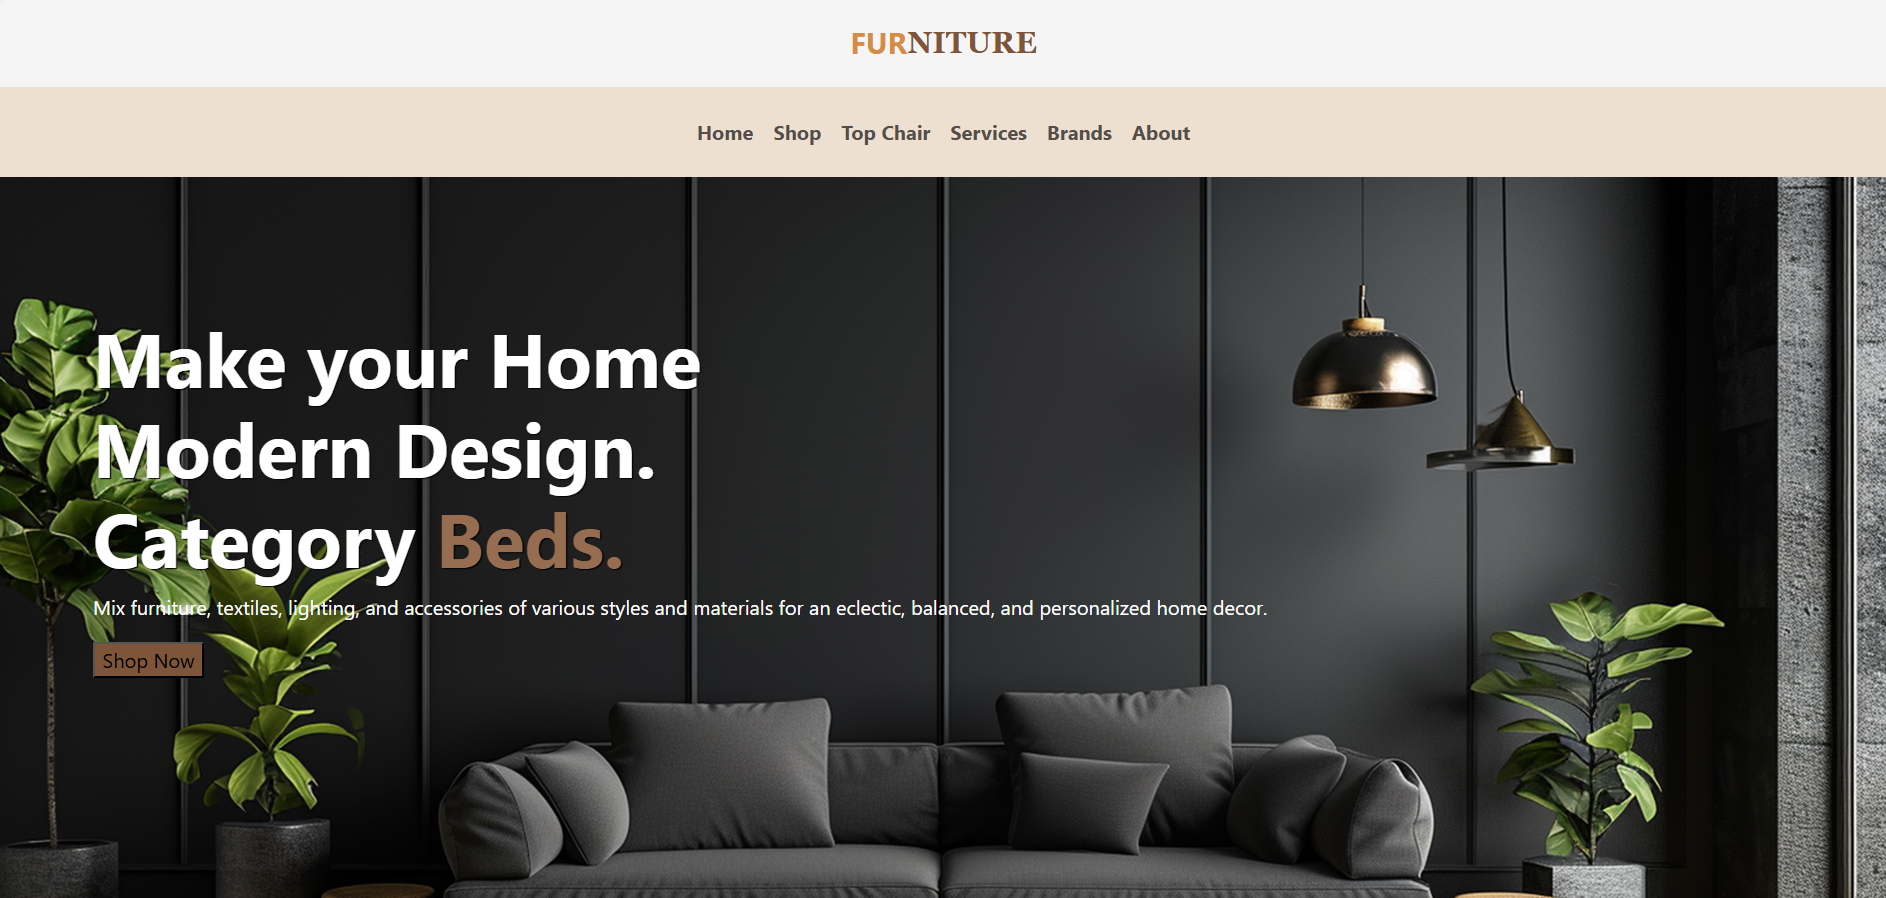 FURNITURE
Home Shop Top Chair Services Brands About
Make your Home
Modern Design.
Category Beds.
Mix furniture, textiles, lighting, and accessories of various styles and materials for an eclectic, balanced, and personalized home decor.
Shop Now